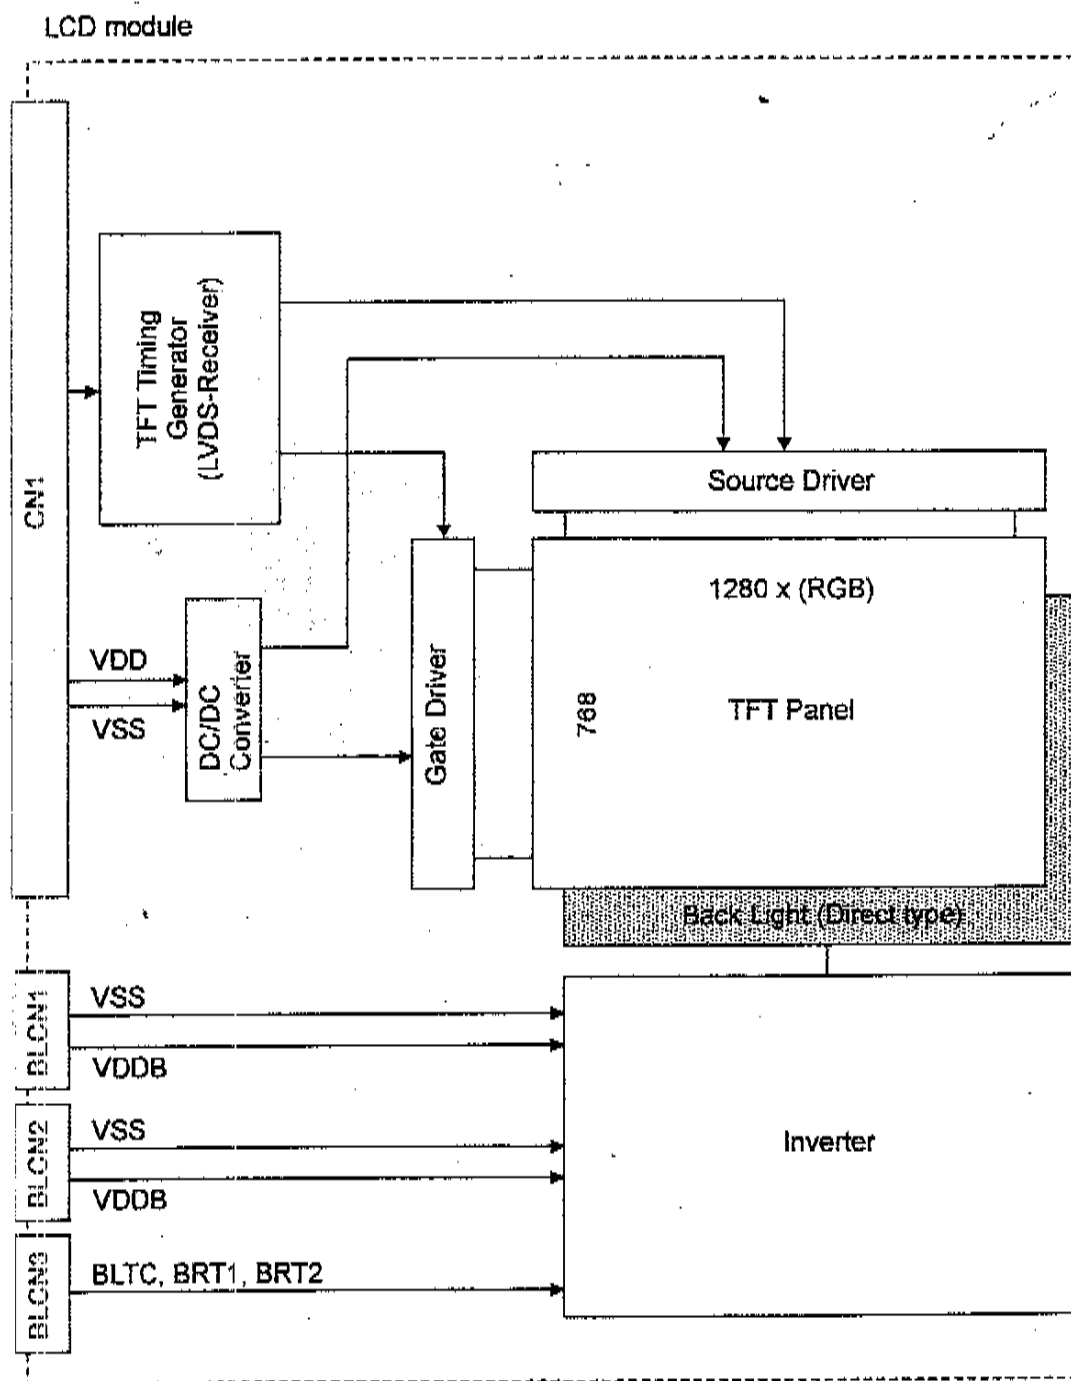 LCD module
CN1
TFT Timing
Generator
(LVDS-Receiver)
Source Driver
1280 x (RGB)
768
TFT Panel
Gate Driver
VDD
VSS
DC/DC
Converter
Back Light (Direct type)
BLCN1
VSS
VDDB
BLCN2
VSS
VDDB
BLCN3
BLTC, BRT1, BRT2
Inverter